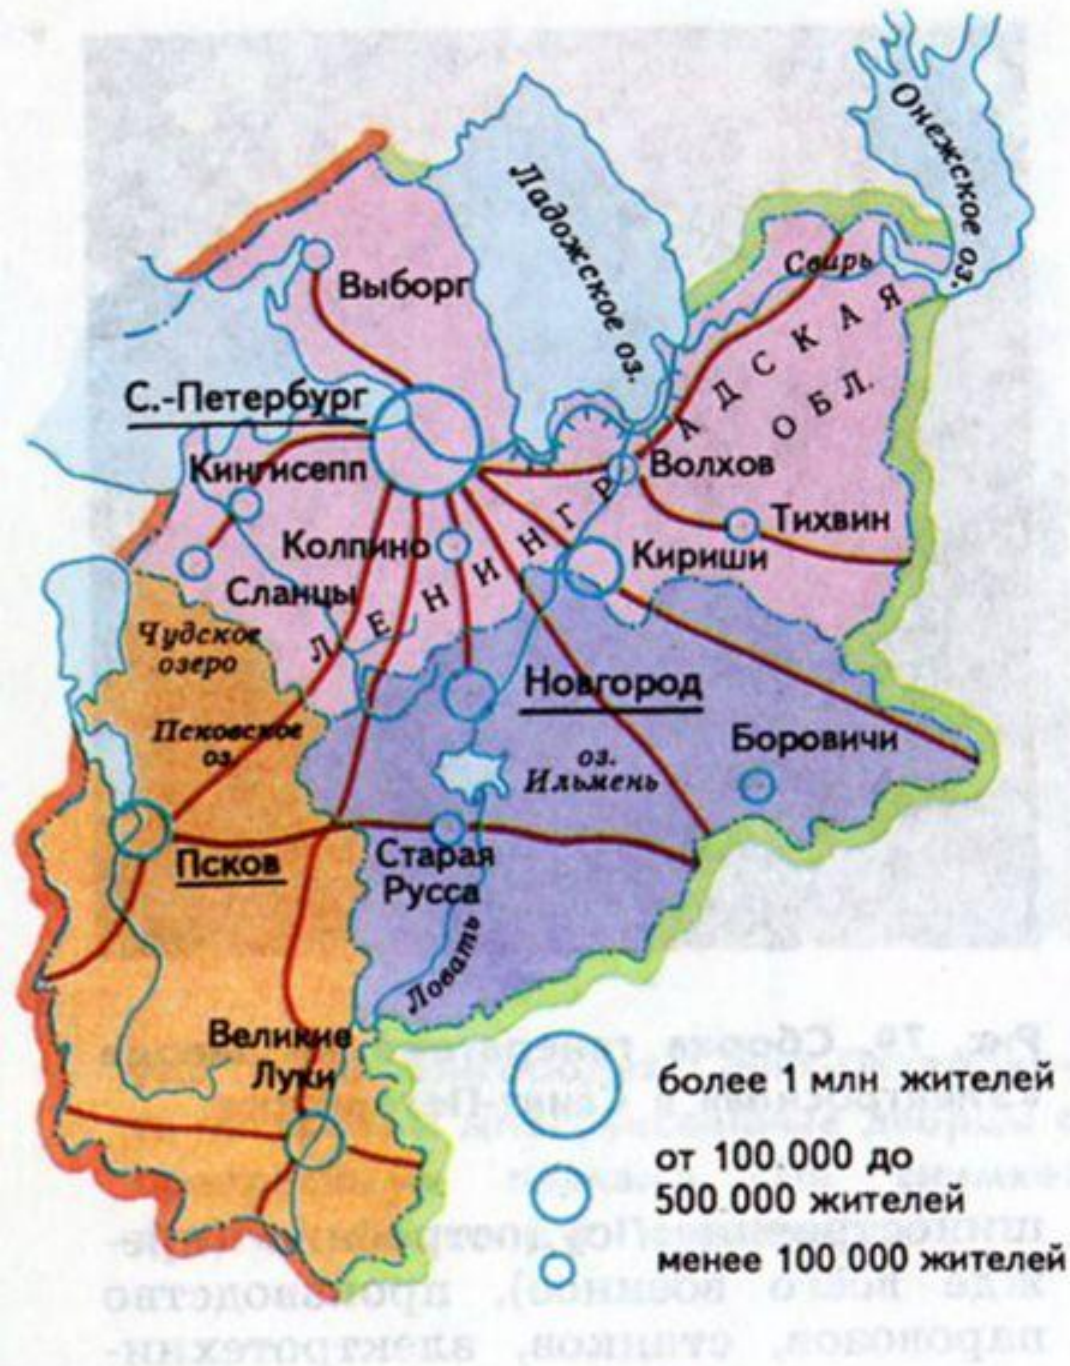 Онежское оз.
Ладожское оз.
Свирь
Выборг
С.-Петербург
ЛЕНИНГРАДСКАЯ
ОБЛ.
Кингисепп
Волхов
Тихвин
Колпино
Кириши
Сланцы
Чудское
озеро
Новгород
Псковское
оз.
Боровичи
оз.
Ильмень
Псков
Старая
Русса
Ловать
Великие
Луки
более 1 млн жителей
от 100.000 до
500 000 жителей
менее 100 000 жителей